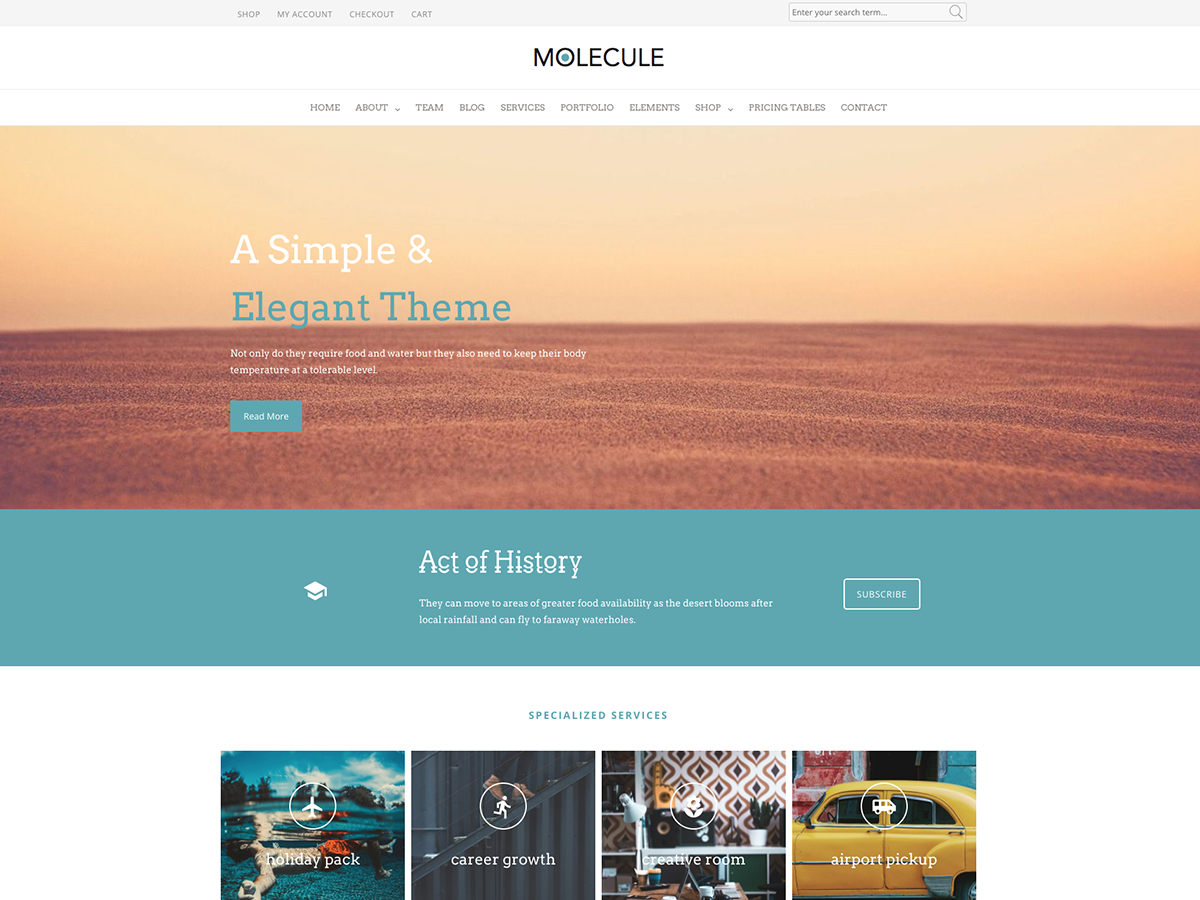 SHOP MY ACCOUNT CHECKOUT CART
Enter your search term...
MOLECULE
HOME ABOUT TEAM BLOG SERVICES PORTFOLIO ELEMENTS SHOP PRICING TABLES CONTACT
A Simple &
Elegant Theme
Not only do they require food and water but they also need to keep their body
temperature at a tolerable level.
Read More
Act of History
They can move to areas of greater food availability as the desert blooms after
local rainfall and can fly to faraway waterholes.
SUBSCRIBE
SPECIALIZED SERVICES
holiday pack
career growth
creative room
airport pickup